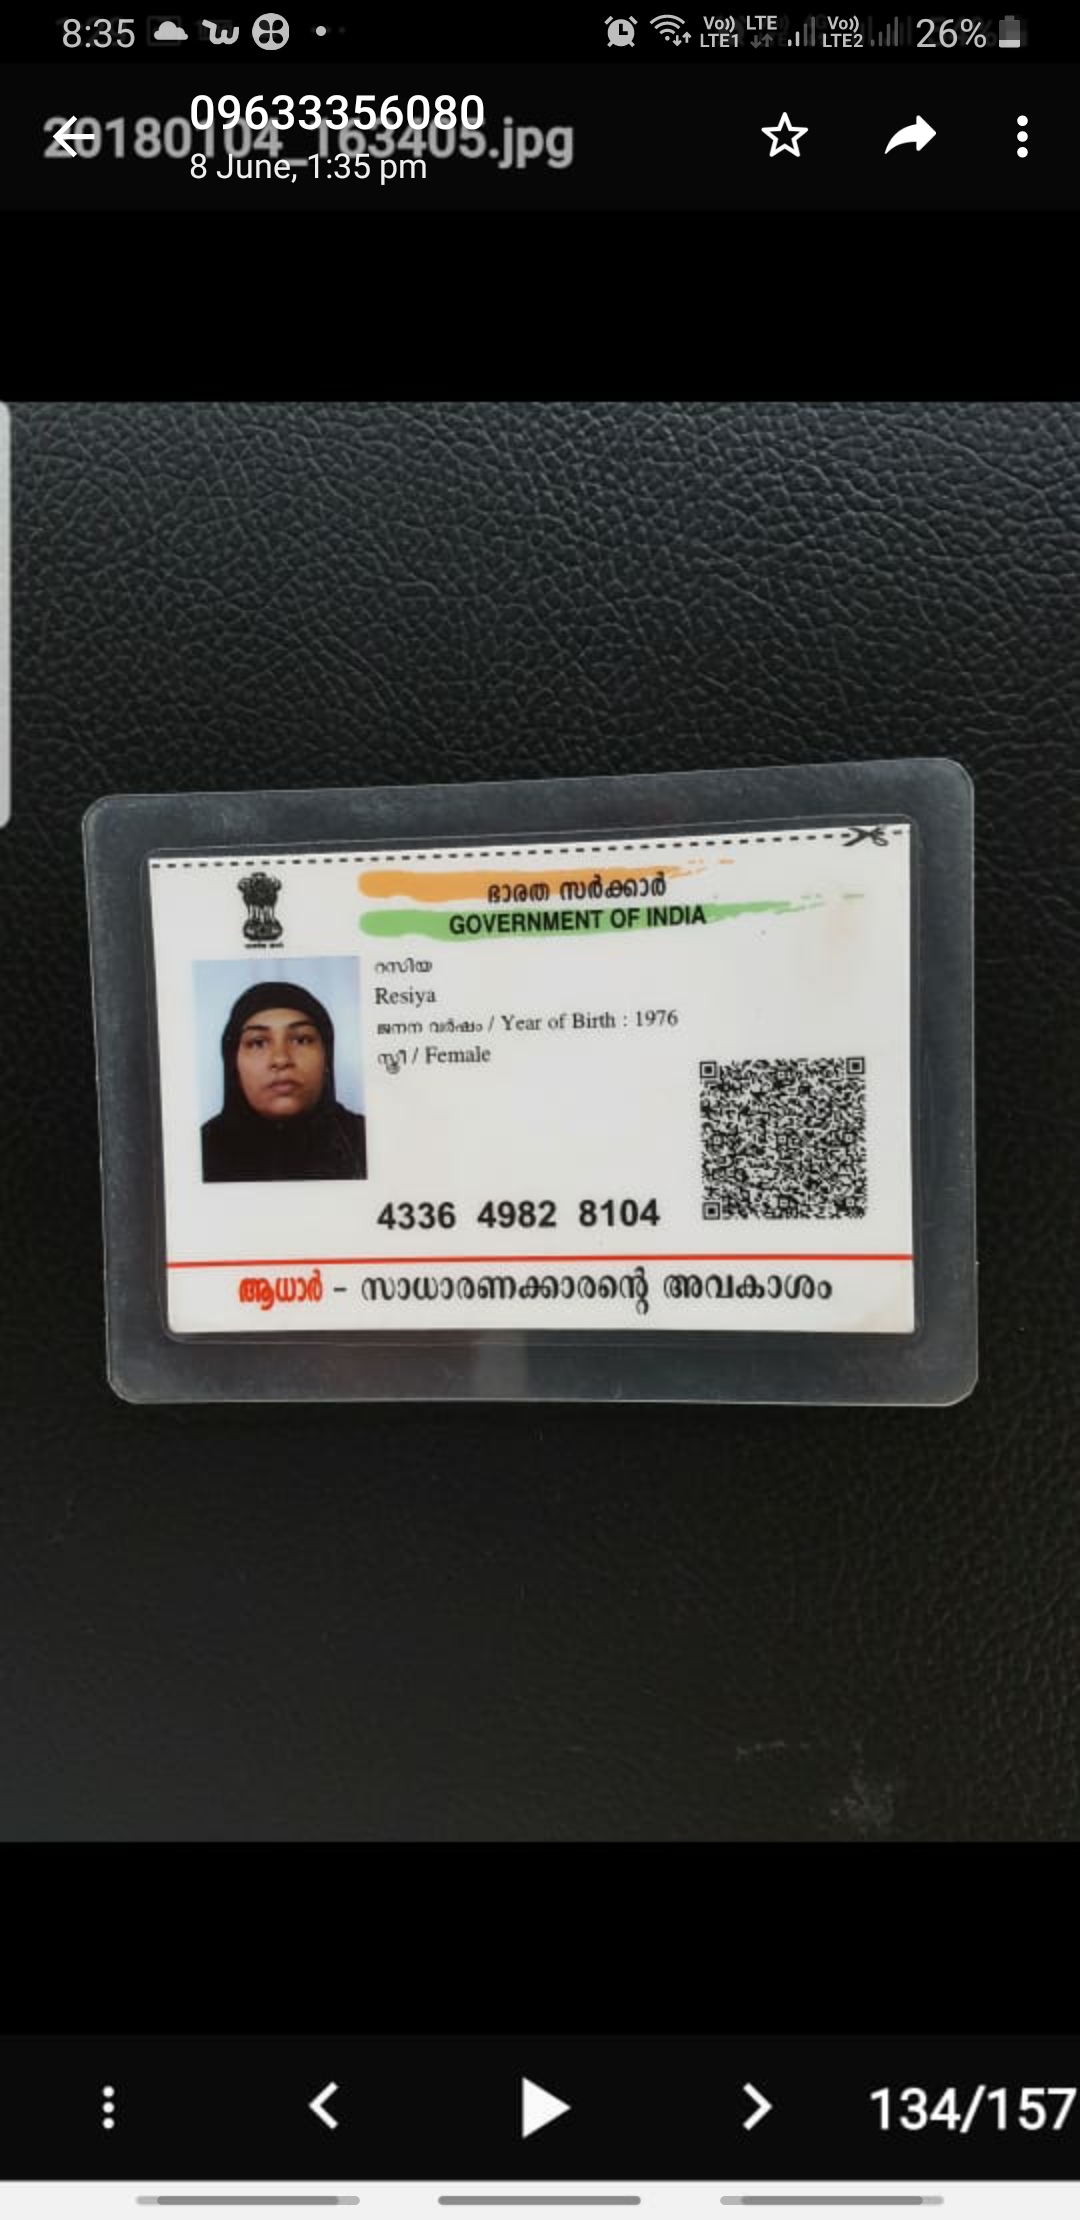 8:35
Vo)) LTE1 LTE Vo)) LTE2 26%
09633356080
20180104_163405.jpg
8 June, 1:35 pm
ഭാരത സർക്കാർ
GOVERNMENT OF INDIA
റസിയ
Resiya
ജനന വർഷം / Year of Birth : 1976
സ്ത്രീ / Female
4336 4982 8104
ആധാർ - സാധാരണക്കാരന്റെ അവകാശം
134/157